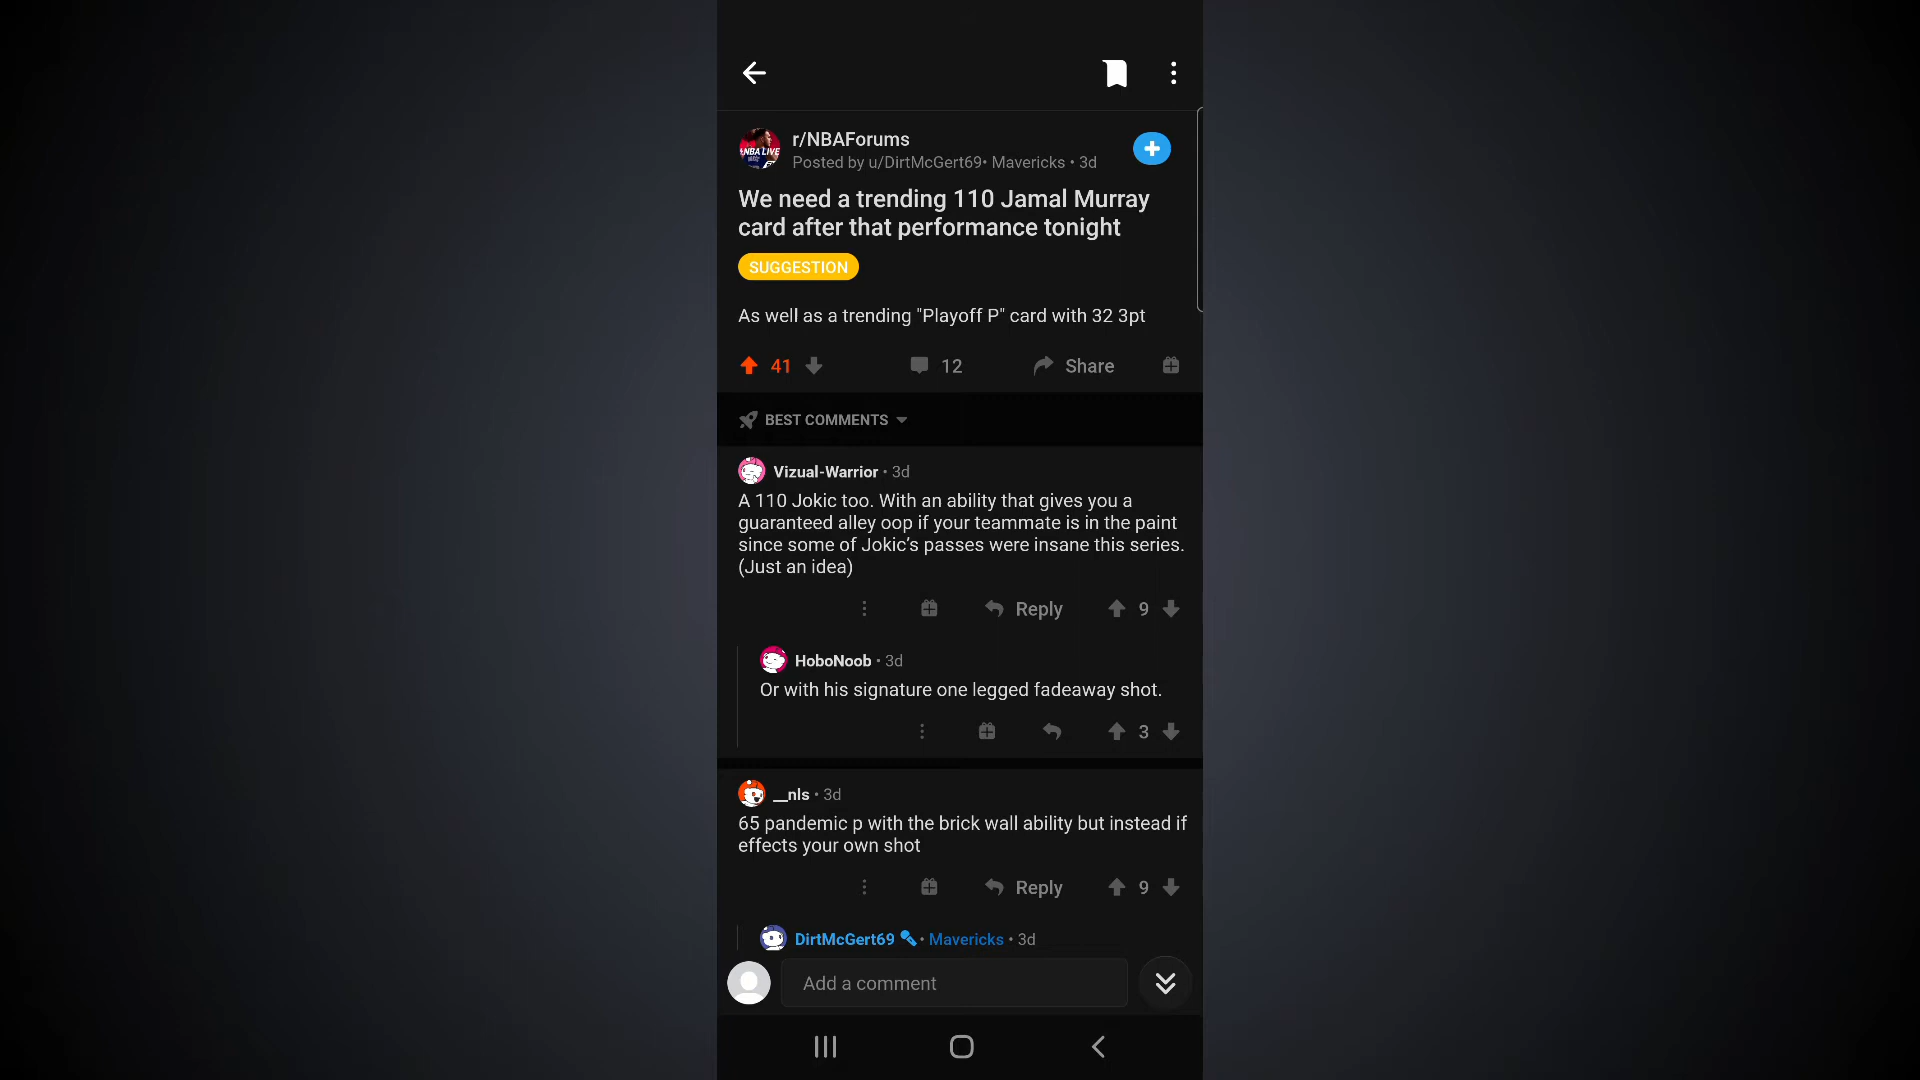 r/NBAForums
NBA LIVE
Posted by u/DirtMcGert69• Mavericks • 3d
We need a trending 110 Jamal Murray
card after that performance tonight
SUGGESTION
As well as a trending "Playoff P" card with 32 3pt
41
12
Share
BEST COMMENTS
Vizual-Warrior • 3d
A 110 Jokic too. With an ability that gives you a
guaranteed alley oop if your teammate is in the paint
since some of Jokic's passes were insane this series.
(Just an idea)
Reply
9
HoboNoob • 3d
Or with his signature one legged fadeaway shot.
3
__nls • 3d
65 pandemic p with the brick wall ability but instead if
effects your own shot
Reply
9
DirtMcGert69 • Mavericks • 3d
Add a comment